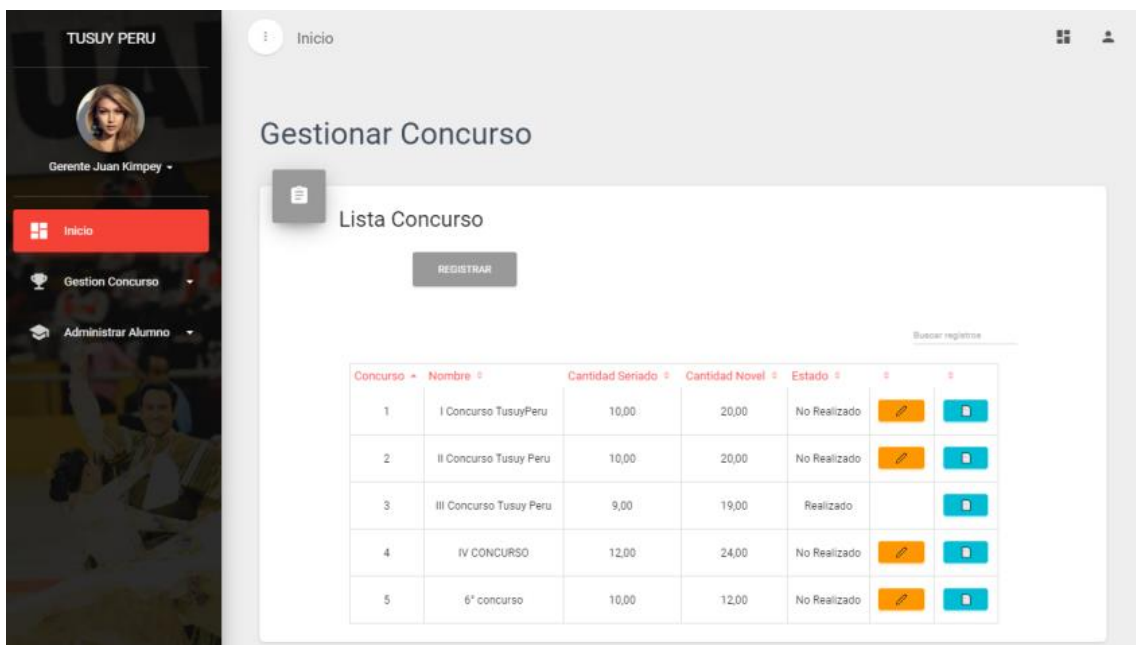 TUSUY PERU
Inicio
Gerente Juan Kimpey
Inicio
Gestion Concurso
Administrar Alumno
Gestionar Concurso
Lista Concurso
REGISTRAR
Buscar registros
Concurso Nombre Cantidad Seriado Cantidad Novel Estado
1 I Concurso TusuyPeru 10,00 20,00 No Realizado
2 II Concurso Tusuy Peru 10,00 20,00 No Realizado
3 III Concurso Tusuy Peru 9,00 19,00 Realizado
4 IV CONCURSO 12,00 24,00 No Realizado
5 6° concurso 10,00 12,00 No Realizado